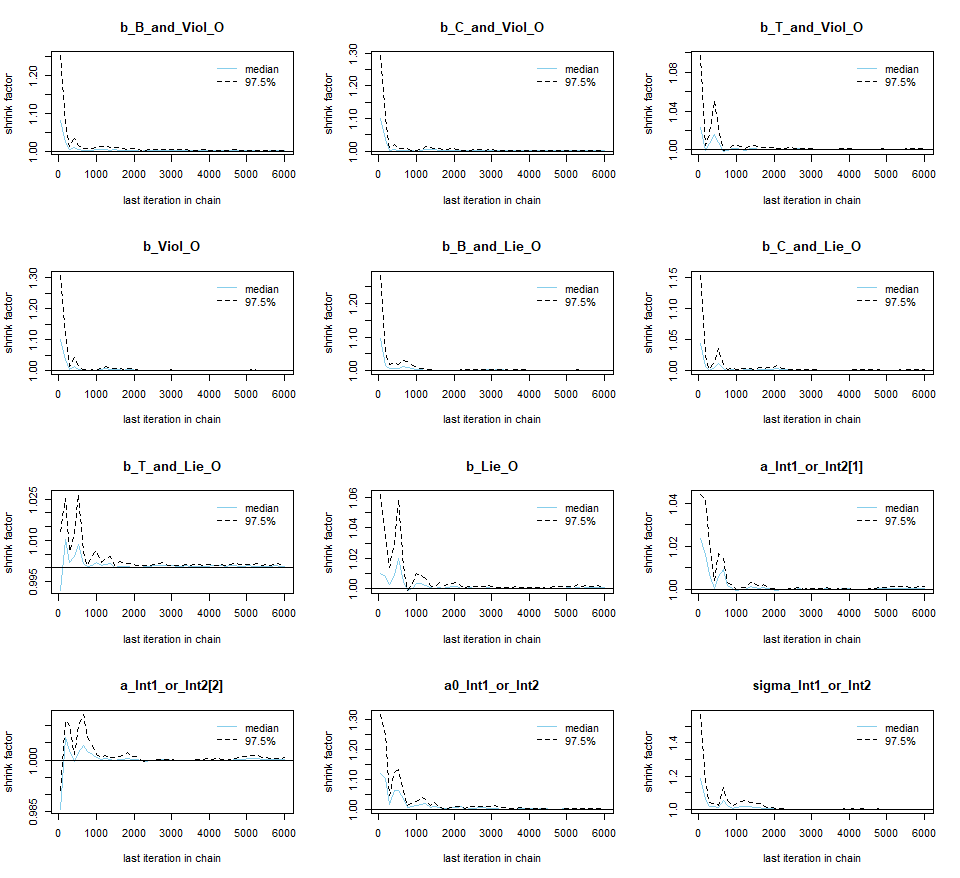 b_B_and_Viol_O
b_C_and_Viol_O
b_T_and_Viol_O
shrink factor
1.00 1.10 1.20
median
97.5%
0 1000 2000 3000 4000 5000 6000
last iteration in chain
shrink factor
1.00 1.10 1.20 1.30
median
97.5%
0 1000 2000 3000 4000 5000 6000
last iteration in chain
shrink factor
1.00 1.04 1.08
median
97.5%
0 1000 2000 3000 4000 5000 6000
last iteration in chain
b_Viol_O
b_B_and_Lie_O
b_C_and_Lie_O
shrink factor
1.00 1.10 1.20 1.30
median
97.5%
0 1000 2000 3000 4000 5000 6000
last iteration in chain
shrink factor
1.00 1.10 1.20
median
97.5%
0 1000 2000 3000 4000 5000 6000
last iteration in chain
shrink factor
1.00 1.05 1.10 1.15
median
97.5%
0 1000 2000 3000 4000 5000 6000
last iteration in chain
b_T_and_Lie_O
b_Lie_O
a_Int1_or_Int2[1]
shrink factor
0.995 1.010 1.025
median
97.5%
0 1000 2000 3000 4000 5000 6000
last iteration in chain
shrink factor
1.00 1.02 1.04 1.06
median
97.5%
0 1000 2000 3000 4000 5000 6000
last iteration in chain
shrink factor
1.00 1.02 1.04
median
97.5%
0 1000 2000 3000 4000 5000 6000
last iteration in chain
a_Int1_or_Int2[2]
a0_Int1_or_Int2
sigma_Int1_or_Int2
shrink factor
0.985 1.000
median
97.5%
0 1000 2000 3000 4000 5000 6000
last iteration in chain
shrink factor
1.00 1.10 1.20 1.30
median
97.5%
0 1000 2000 3000 4000 5000 6000
last iteration in chain
shrink factor
1.0 1.2 1.4
median
97.5%
0 1000 2000 3000 4000 5000 6000
last iteration in chain